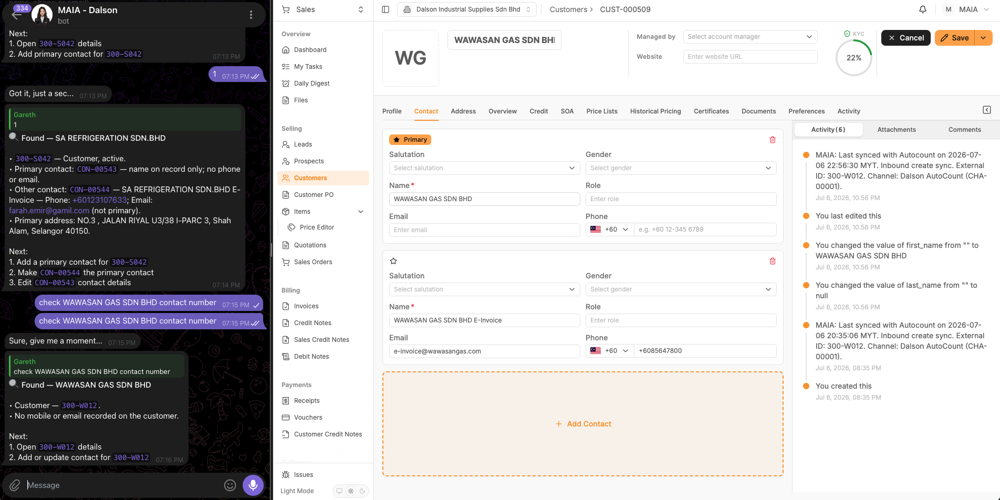 334
MAIA - Dalson
bot
Next:
1. Open 300-S042 details
2. Add primary contact for 300-S042
07:13 PM
1 07:13 PM
Got it, just a sec... 07:13 PM
Gareth
1
Found — SA REFRIGERATION SDN.BHD
• 300-S042 — Customer, active.
• Primary contact: CON-00543 — name on record only; no phone
or email.
• Other contact: CON-00544 — SA REFRIGERATION SDN.BHD E-
Invoice — Phone: +60123107633; Email:
farah.emir@gamil.com (not primary).
• Primary address: NO.3 , JALAN RIYAL U3/38 I-PARC 3, Shah
Alam, Selangor 40150.
Next:
1. Add a primary contact for 300-S042
2. Make CON-00544 the primary contact
3. Edit CON-00543 contact details
07:14 PM
check WAWASAN GAS SDN BHD contact number 07:15 PM
check WAWASAN GAS SDN BHD contact number 07:15 PM
Sure, give me a moment... 07:15 PM
Gareth
check WAWASAN GAS SDN BHD contact number
Found — WAWASAN GAS SDN BHD
• Customer — 300-W012.
• No mobile or email recorded on the customer.
Next:
1. Open 300-W012 details
2. Add or update contact for 300-W012 07:16 PM
Message
Sales
Overview
Dashboard
My Tasks
Daily Digest
Files
Selling
Leads
Prospects
Customers
Customer PO
Items
Price Editor
Quotations
Sales Orders
Billing
Invoices
Credit Notes
Sales Credit Notes
Debit Notes
Payments
Receipts
Vouchers
Customer Credit Notes
Issues
Light Mode
Dalson Industrial Supplies Sdn Bhd
Customers > CUST-000509
M MAIA
WG
WAWASAN GAS SDN BH
Managed by Select account manager
Website Enter website URL
KYC
22%
Cancel
Save
Profile Contact Address Overview Credit SOA Price Lists Historical Pricing Certificates Documents Preferences Activity
Primary
Salutation Gender
Select salutation Select gender
Name* Role
WAWASAN GAS SDN BHD Enter role
Email Phone
Enter email +60 e.g. +60 12-345 6789
Salutation Gender
Select salutation Select gender
Name* Role
WAWASAN GAS SDN BHD E-Invoice Enter role
Email Phone
e-invoice@wawasangas.com +60 +6085647800
+ Add Contact
Activity(6) Attachments Comments
MAIA: Last synced with Autocount on 2026-07-
06 22:56:30 MYT. Inbound create sync. External
ID: 300-W012. Channel: Dalson AutoCount (CHA-
00001).
Jul 6, 2026, 10:56 PM
You last edited this
Jul 6, 2026, 10:56 PM
You changed the value of first_name from "" to
WAWASAN GAS SDN BHD
Jul 6, 2026, 10:56 PM
You changed the value of last_name from "" to
null
Jul 6, 2026, 10:56 PM
MAIA: Last synced with Autocount on 2026-07-
06 20:35:06 MYT. Inbound create sync. External
ID: 300-W012. Channel: Dalson AutoCount (CHA-
00001).
Jul 6, 2026, 08:35 PM
You created this
Jul 6, 2026, 08:35 PM